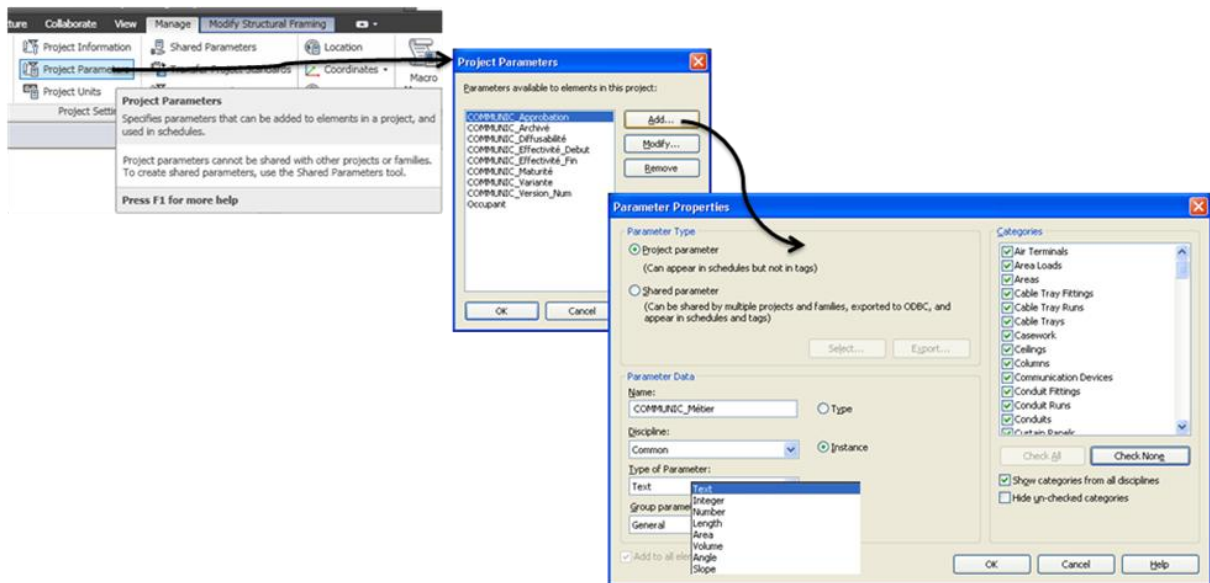 Collaborate View Manage Modify Structural Framing
Project Information Shared Parameters Location
Project Parameters Transfer Project Standards Coordinates
Project Units Macro
Project Parameters
Specifies parameters that can be added to elements in a project, and
used in schedules.
Project parameters cannot be shared with other projects or families.
To create shared parameters, use the Shared Parameters tool.
Press F1 for more help
Project Parameters
Parameters available to elements in this project:
COMMUNIC_Approbation
COMMUNIC_Archivé
COMMUNIC_Diffusabilité
COMMUNIC_Effectivité_Debut
COMMUNIC_Effectivité_Fin
COMMUNIC_Maturité
COMMUNIC_Variante
COMMUNIC_Version_Num
Occupant
Add...
Modify...
Remove
OK Cancel
Parameter Properties
Parameter Type
Project parameter
(Can appear in schedules but not in tags)
Shared parameter
(Can be shared by multiple projects and families, exported to ODBC, and
appear in schedules and tags)
Select... Export...
Parameter Data
Name:
COMMUNIC_Métier Type
Discipline:
Common Instance
Type of Parameter:
Text
Text
Integer
Number
Length
Area
Volume
Angle
Slope
General
Categories
Air Terminals
Area Loads
Areas
Cable Tray Fittings
Cable Tray Runs
Cable Trays
Casework
Ceilings
Columns
Communication Devices
Conduit Fittings
Conduit Runs
Conduits
Curtain Panels
Check All Check None
Show categories from all disciplines
Hide un-checked categories
Add to all
OK Cancel Help